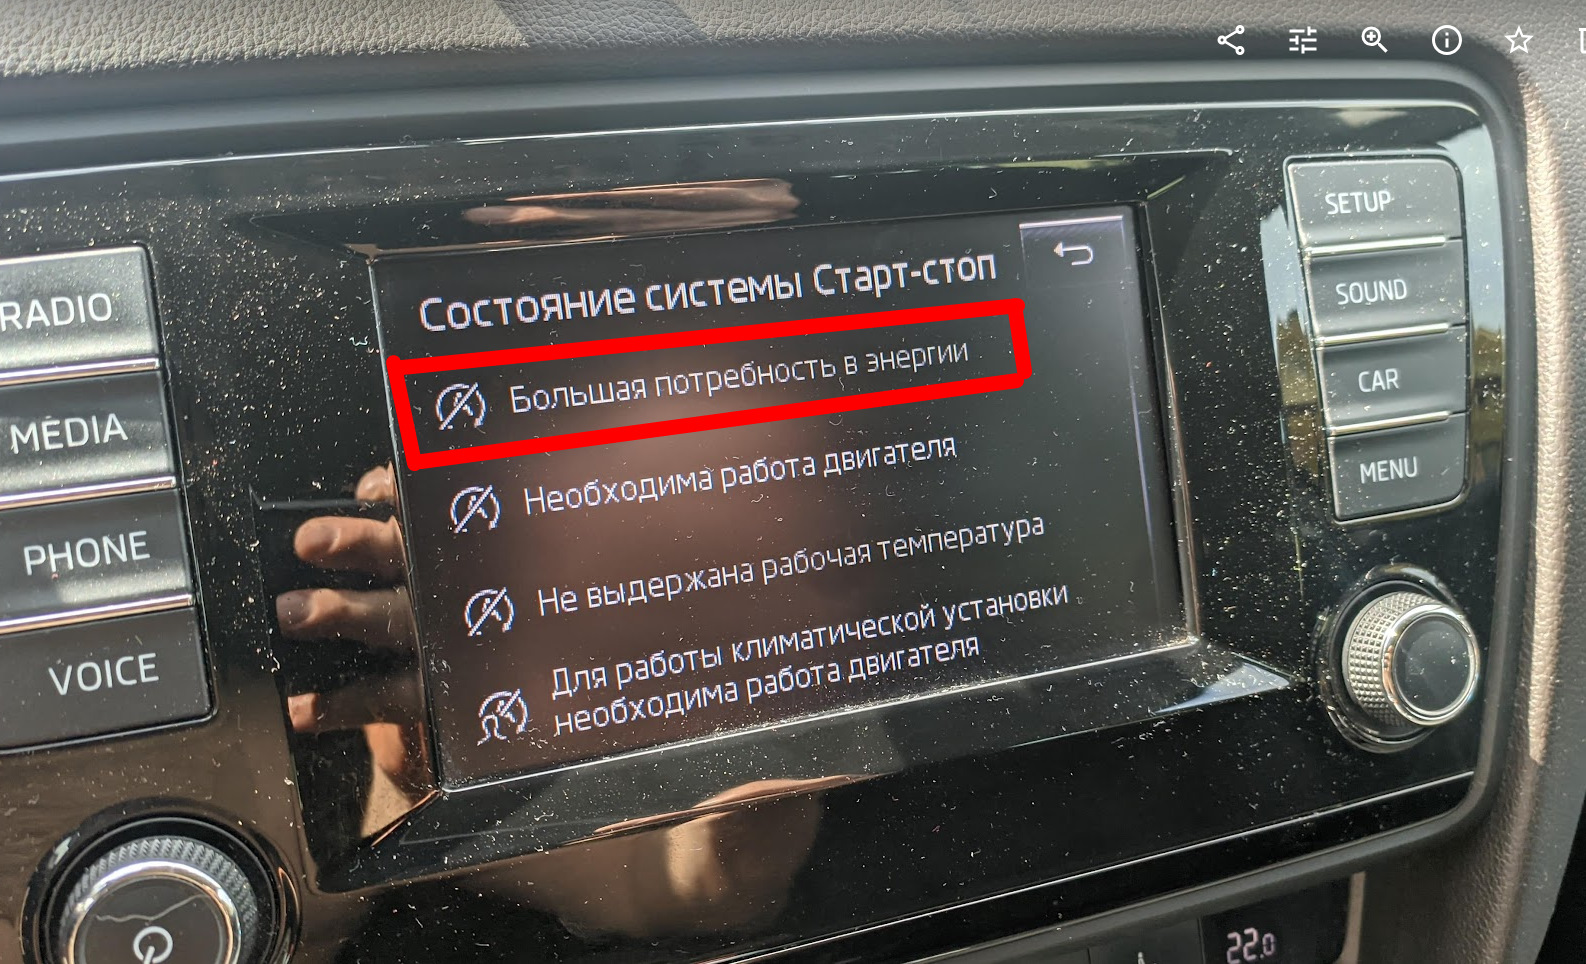 RADIO
MEDIA
PHONE
VOICE
Состояние системы Старт-стоп
Большая потребность в энергии
Необходима работа двигателя
Не выдержана рабочая температура
Для работы климатической установки
необходима работа двигателя
SETUP
SOUND
CAR
MENU
22.0